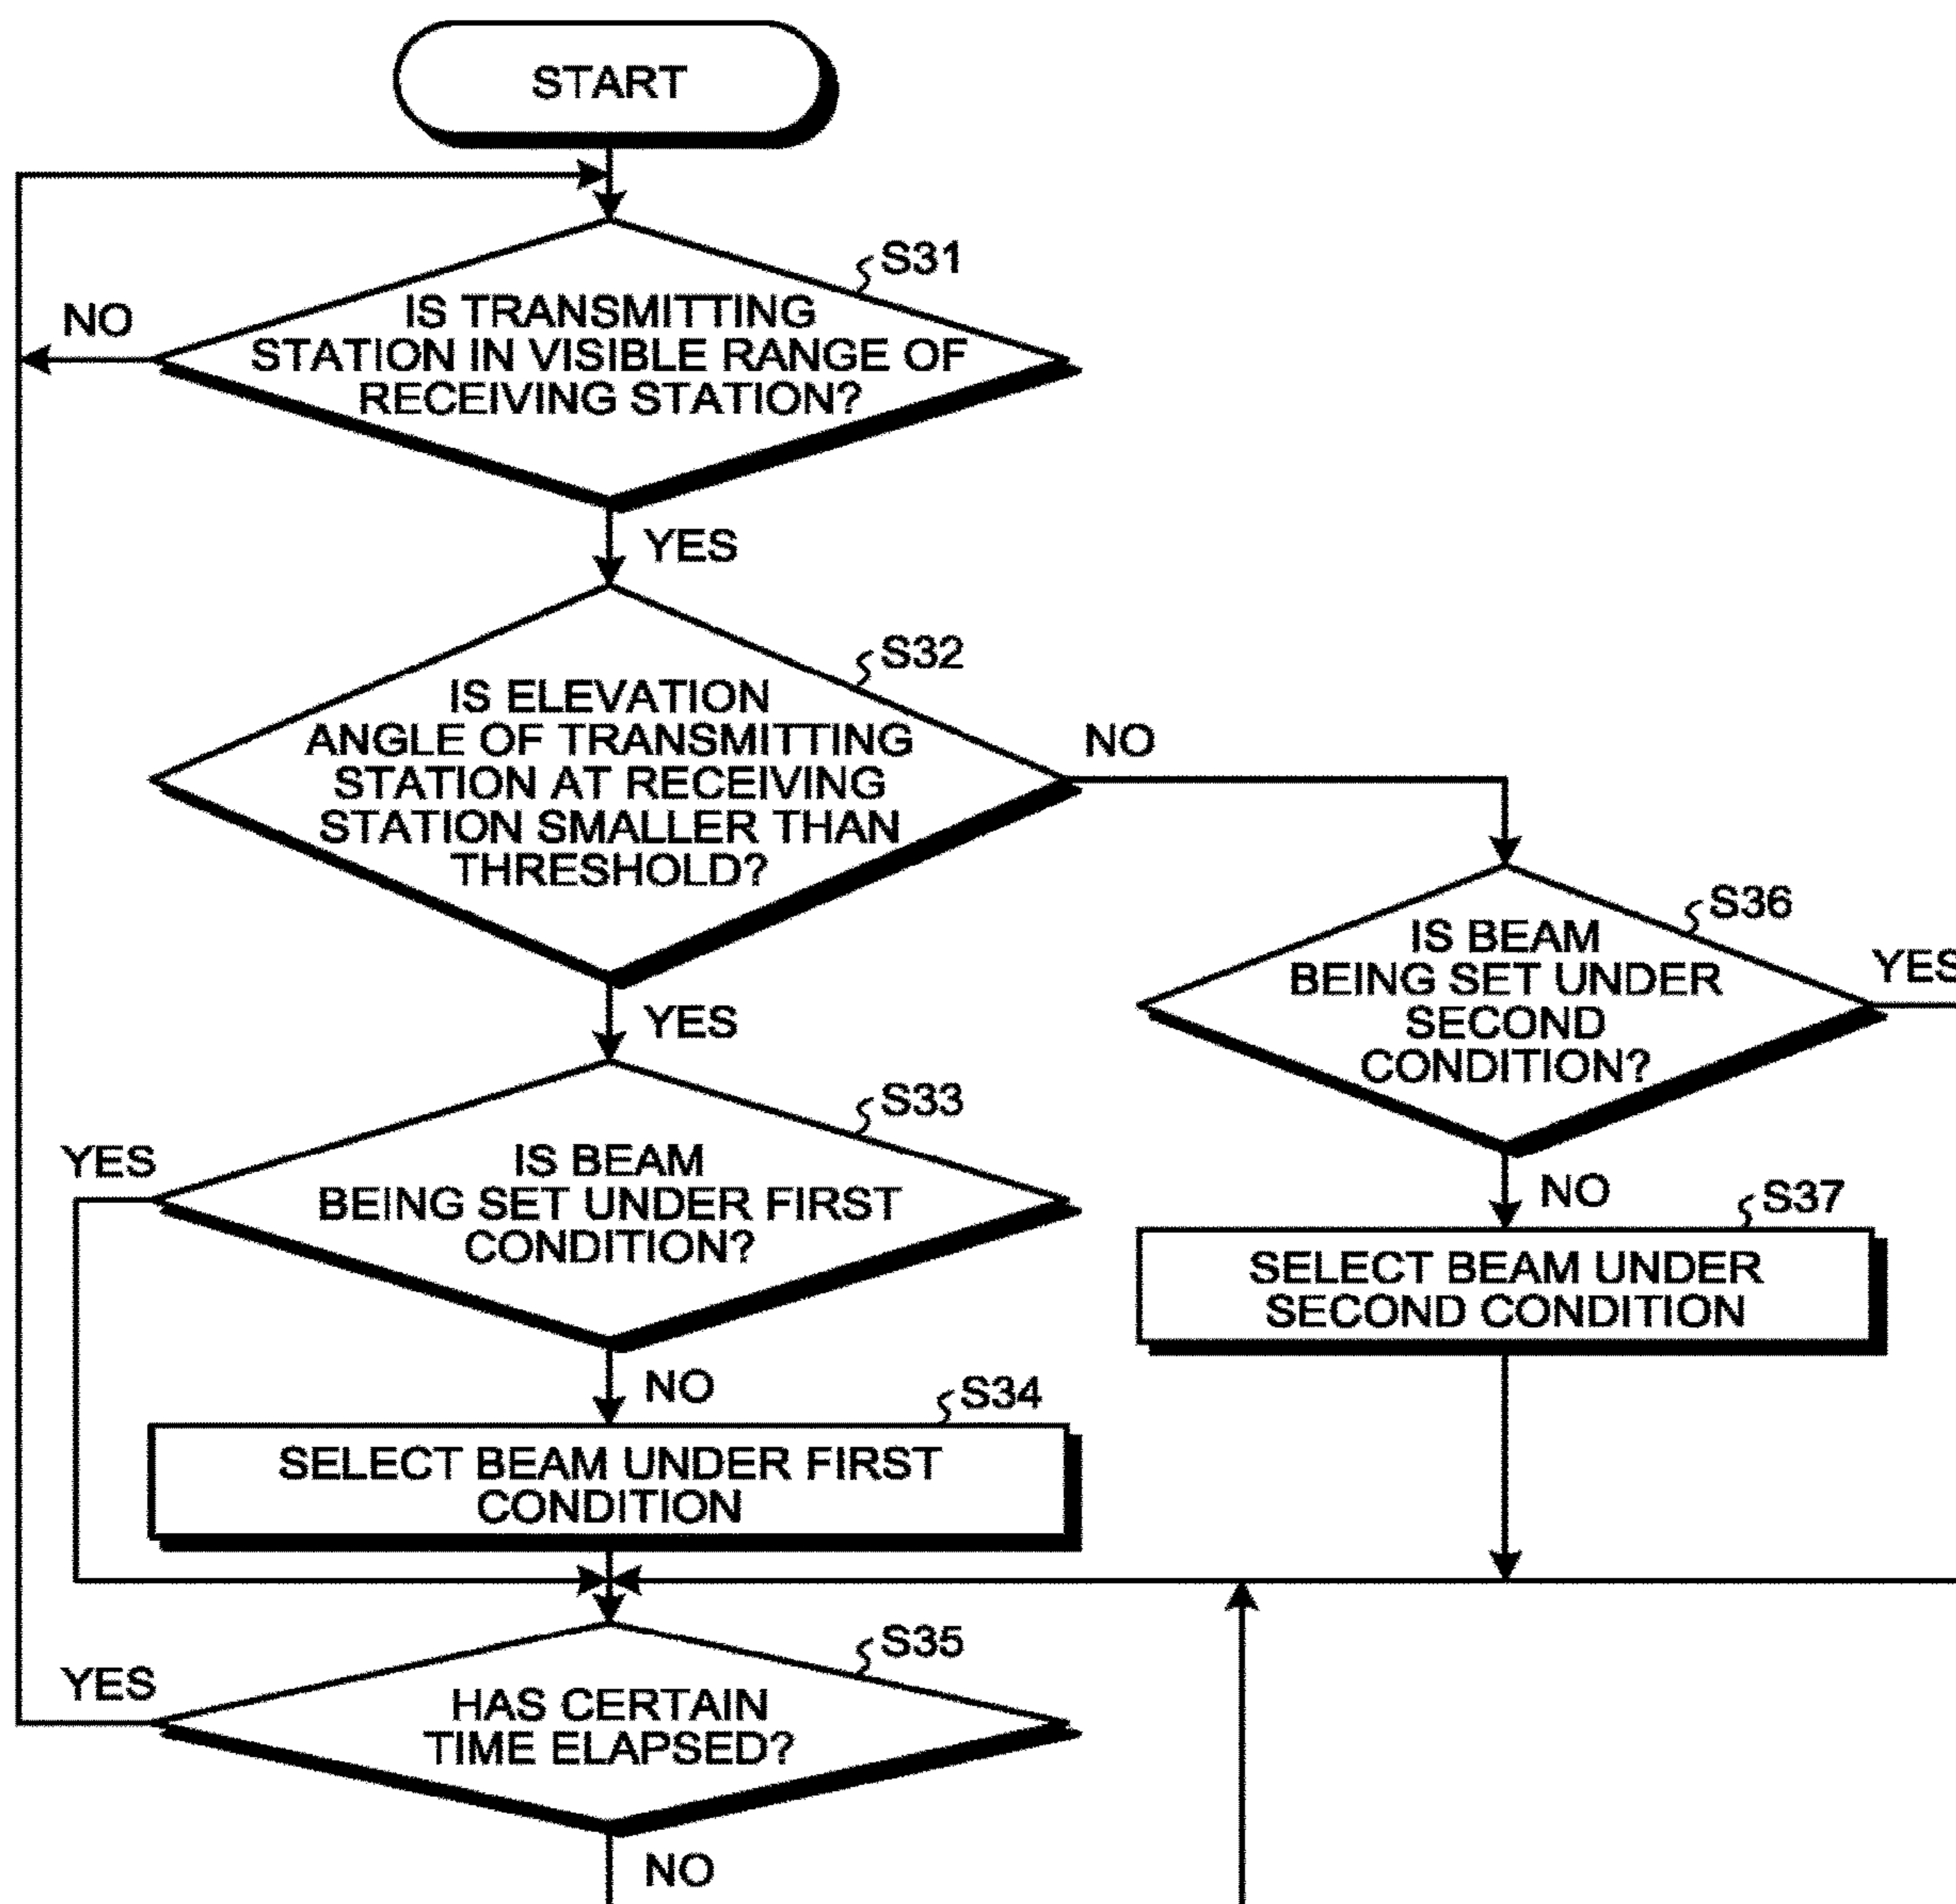 START
S31
NO
IS TRANSMITTING
STATION IN VISIBLE RANGE OF
RECEIVING STATION?
YES
S32
IS ELEVATION
ANGLE OF TRANSMITTING
STATION AT RECEIVING
STATION SMALLER THAN
THRESHOLD?
NO
YES
S36
IS BEAM
BEING SET UNDER
SECOND
CONDITION?
YES
NO
S37
SELECT BEAM UNDER
SECOND CONDITION
S33
YES
IS BEAM
BEING SET UNDER FIRST
CONDITION?
NO
S34
SELECT BEAM UNDER FIRST
CONDITION
S35
YES
HAS CERTAIN
TIME ELAPSED?
NO